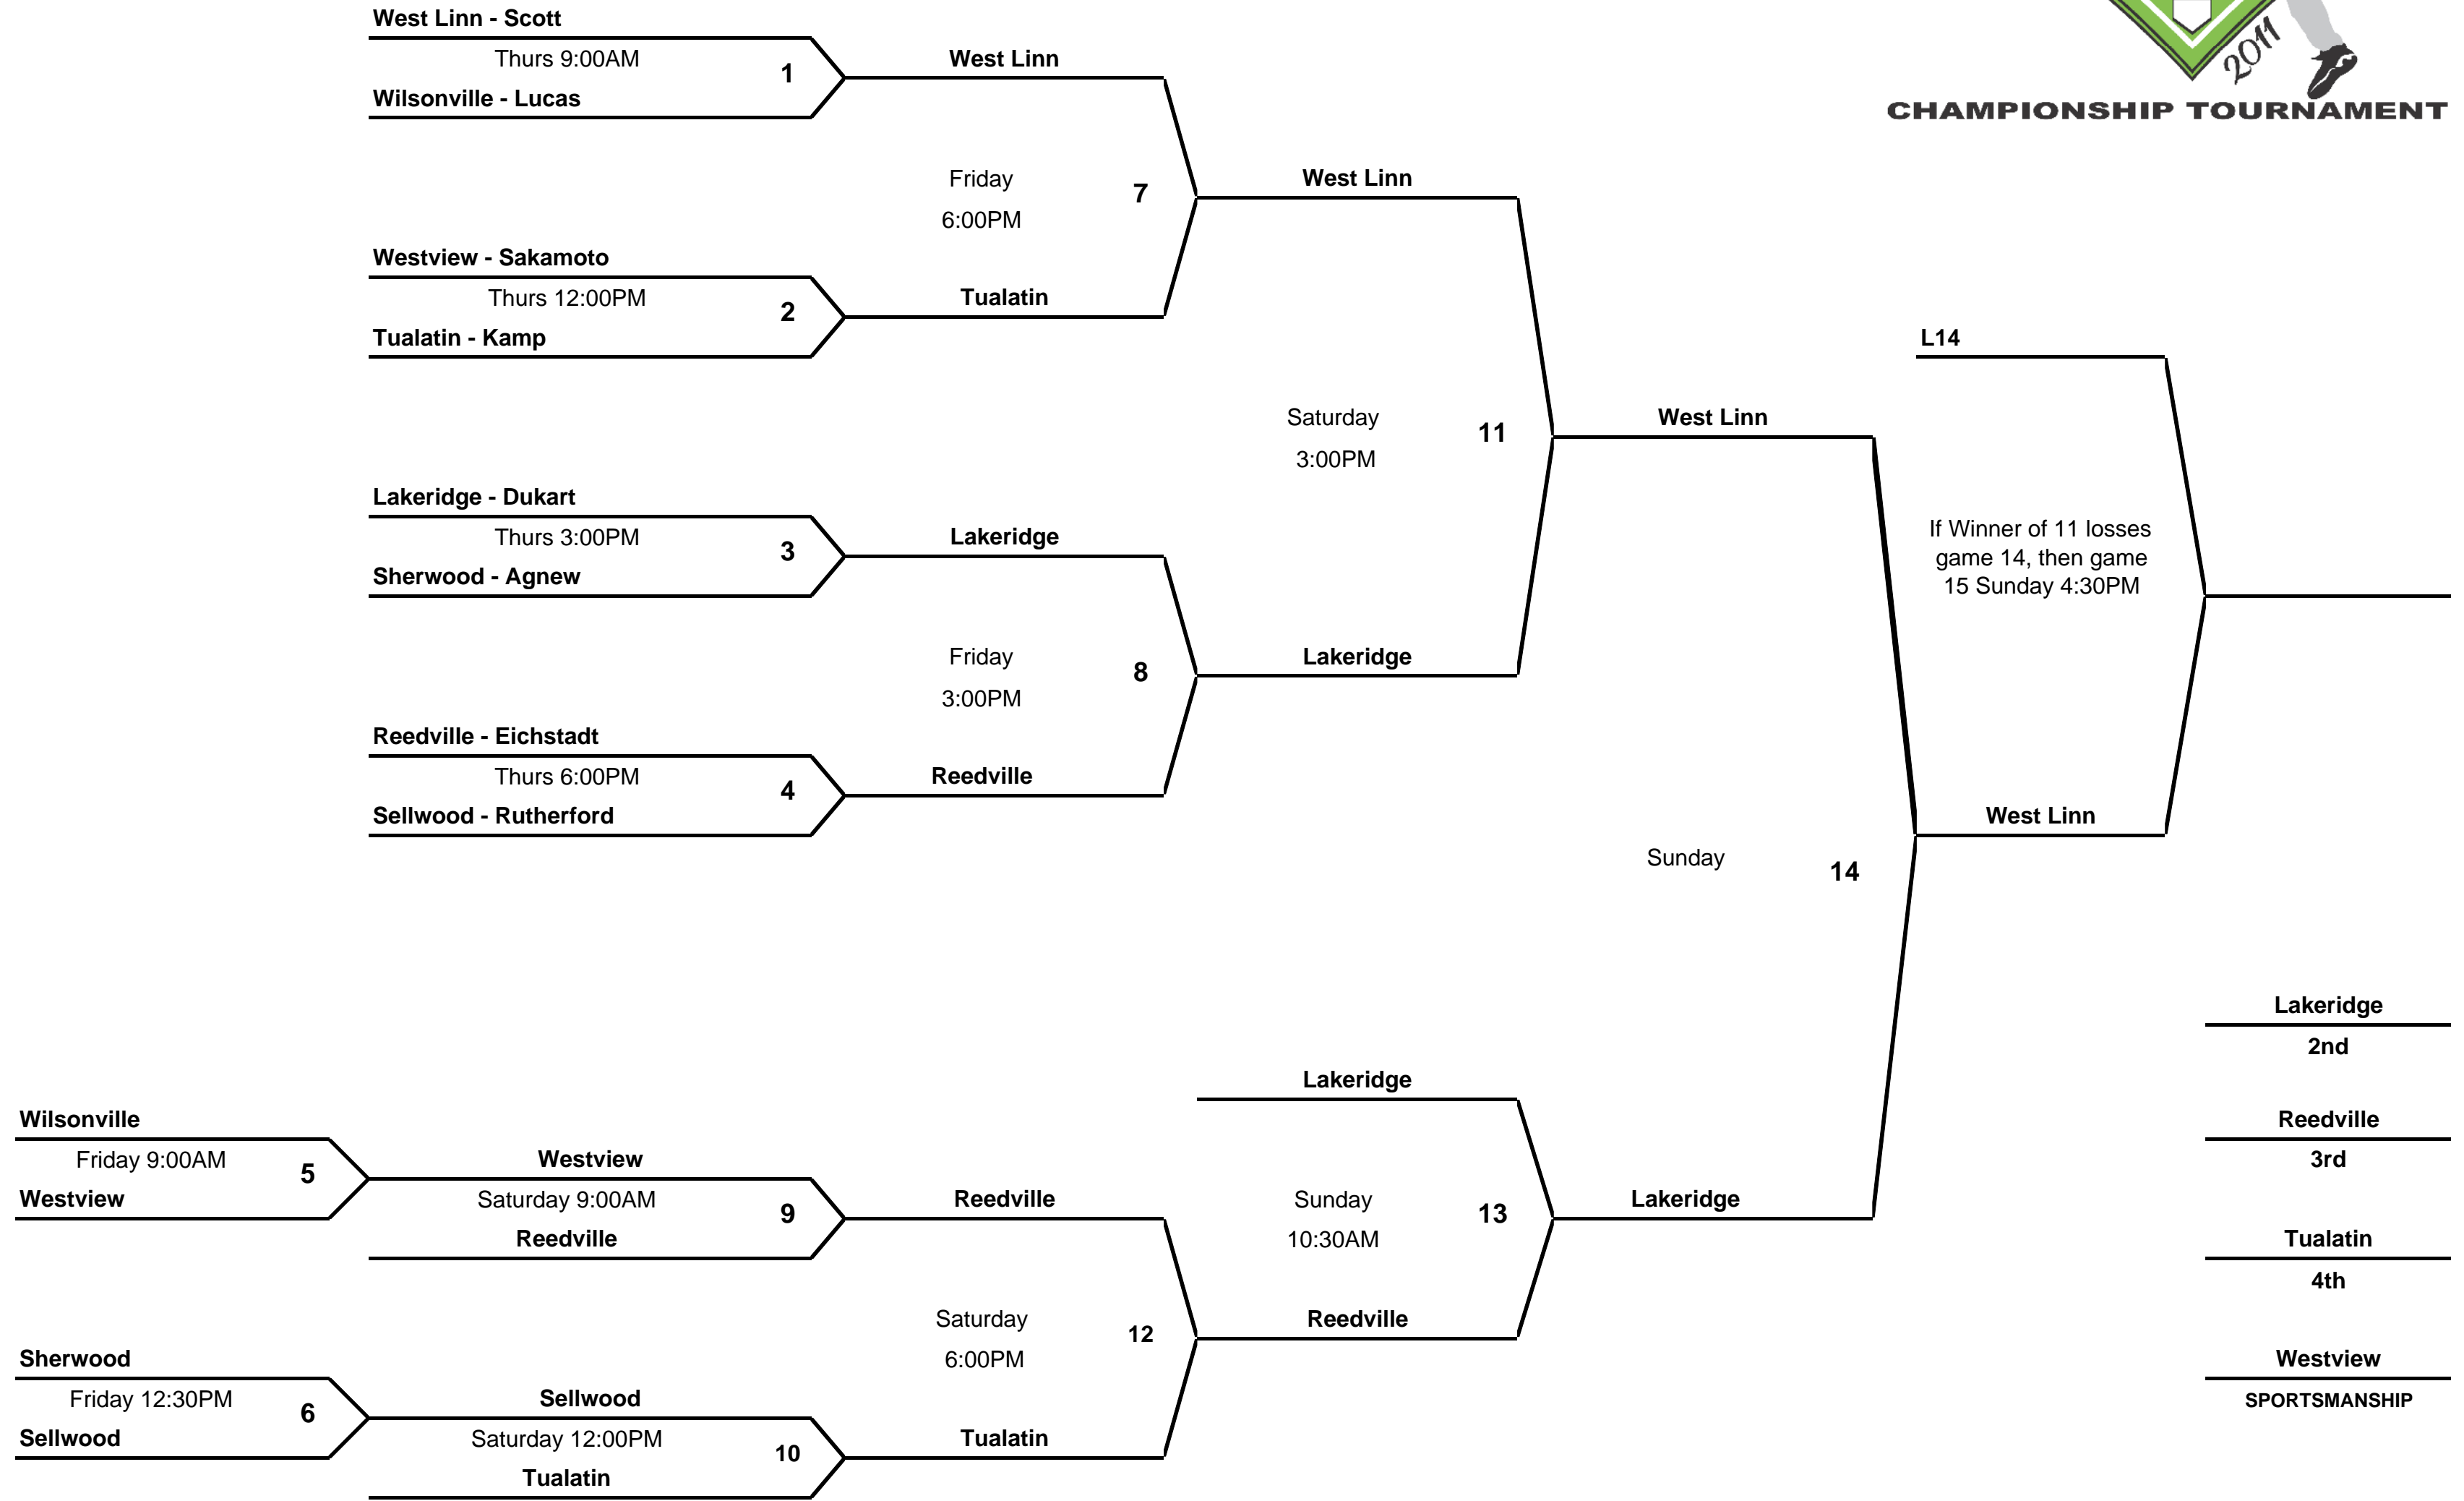 2011
CHAMPIONSHIP TOURNAMENT
West Linn - Scott
Thurs 9:00AM
1
Wilsonville - Lucas
West Linn
Friday
6:00PM
7
West Linn
Westview - Sakamoto
Thurs 12:00PM
2
Tualatin - Kamp
Tualatin
L14
Saturday
3:00PM
11
West Linn
Lakeridge - Dukart
Thurs 3:00PM
3
Sherwood - Agnew
Lakeridge
If Winner of 11 losses
game 14, then game
15 Sunday 4:30PM
Friday
3:00PM
8
Lakeridge
Reedville - Eichstadt
Thurs 6:00PM
4
Sellwood - Rutherford
Reedville
West Linn
Sunday
14
Lakeridge
2nd
Lakeridge
Wilsonville
Friday 9:00AM
5
Westview
Westview
Saturday 9:00AM
9
Reedville
Reedville
Sunday
10:30AM
13
Lakeridge
Reedville
3rd
Tualatin
4th
Saturday
6:00PM
12
Reedville
Sherwood
Friday 12:30PM
6
Sellwood
Sellwood
Saturday 12:00PM
10
Tualatin
Tualatin
Westview
SPORTSMANSHIP